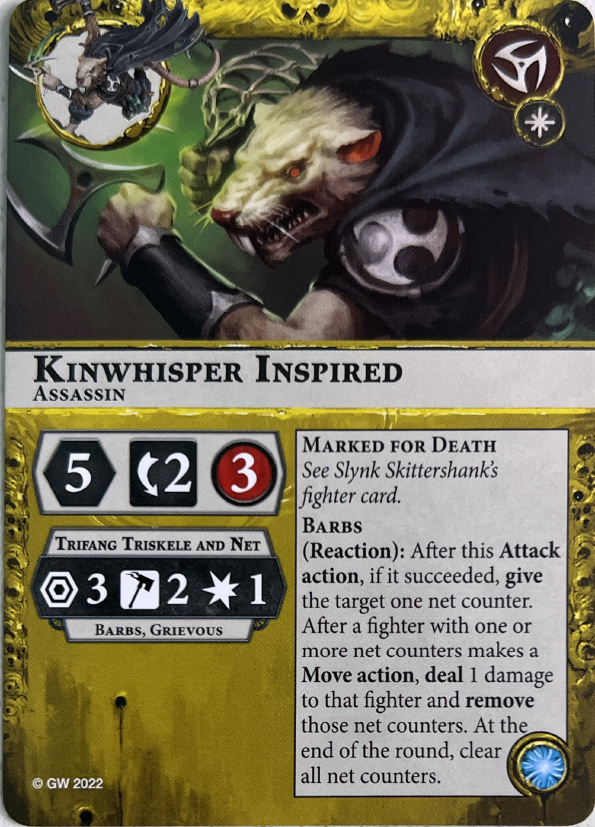 KINWHISPER INSPIRED
ASSASSIN
5 2 3
TRIFANG TRISKELE AND NET
3 2 1
BARBS, GRIEVOUS
MARKED FOR DEATH
See Slynk Skittershank's
fighter card.
BARBS
(Reaction): After this Attack
action, if it succeeded, give
the target one net counter.
After a fighter with one or
more net counters makes a
Move action, deal 1 damage
to that fighter and remove
those net counters. At the
end of the round, clear
all net counters.
© GW 2022